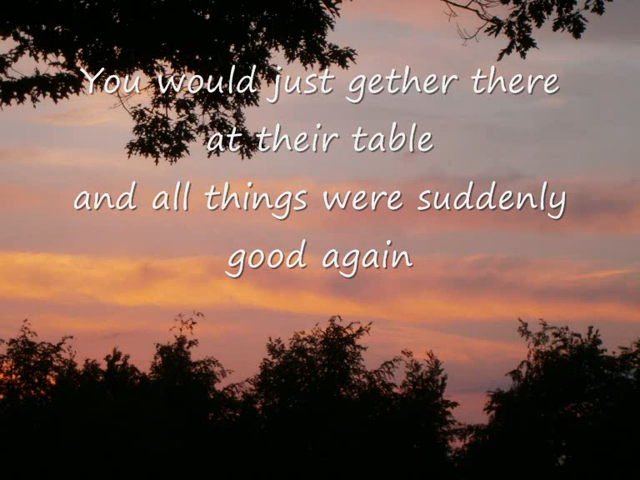 You would just gether there
at their table
and all things were suddenly
good again